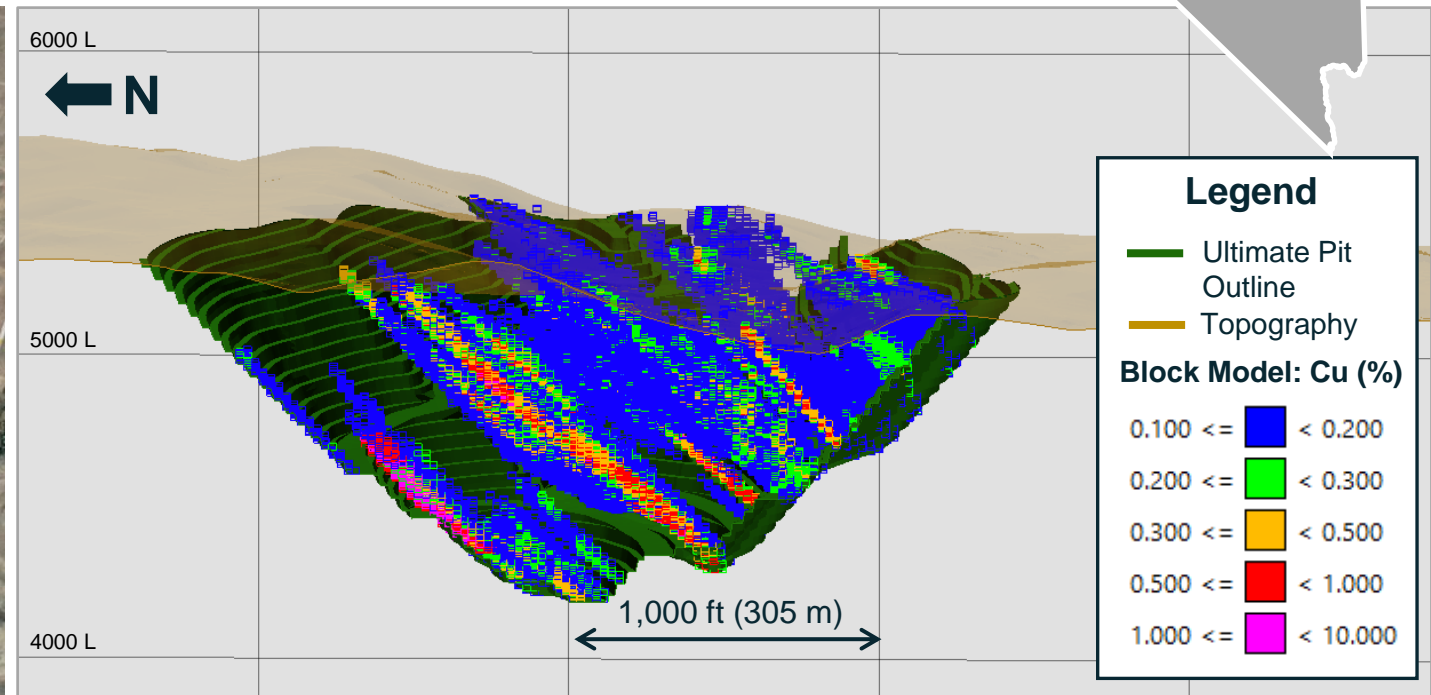 6000 L
N
5000 L
4000 L
1,000 ft (305 m)
Legend
Ultimate Pit
Outline
Topography
Block Model: Cu (%)
0.100 <= < 0.200
0.200 <= < 0.300
0.300 <= < 0.500
0.500 <= < 1.000
1.000 <= < 10.000